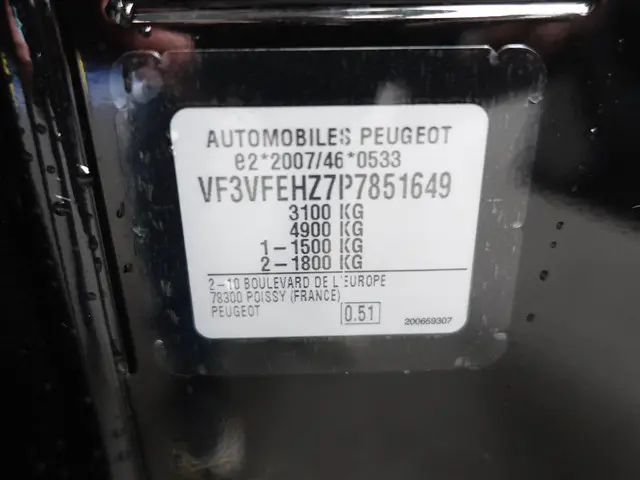 AUTOMOBILES PEUGEOT
e2*2007/46*0533
VF3VFEHZ7P7851649
3100 KG
4900 KG
1-1500 KG
2-1800 KG
2-10 BOULEVARD DE L'EUROPE
78300 POISSY (FRANCE)
PEUGEOT
0.51
200659307